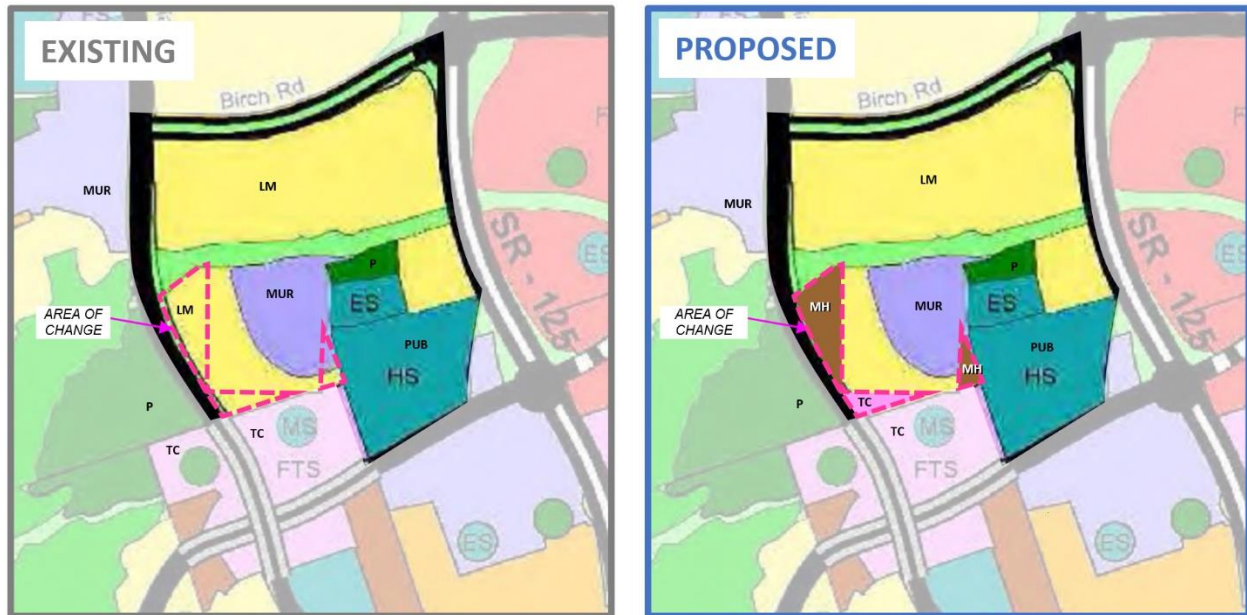 EXISTING
Birch Rd
MUR
LM
SR - 125
ES
P
MUR
ES
LM
AREA OF
CHANGE
PUB
HS
P
TC
TC
MS
FTS
ES
PROPOSED
Birch Rd
MUR
LM
SR - 125
ES
P
MUR
ES
MH
AREA OF
CHANGE
PUB
HS
MH
P
TC
TC
MS
FTS
ES